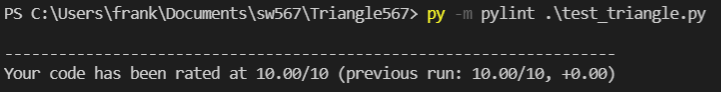 PS C:\Users\frank\Documents\sw567\Triangle567> py -m pylint .\test_triangle.py
--------------------------------------------------------------------
Your code has been rated at 10.00/10 (previous run: 10.00/10, +0.00)